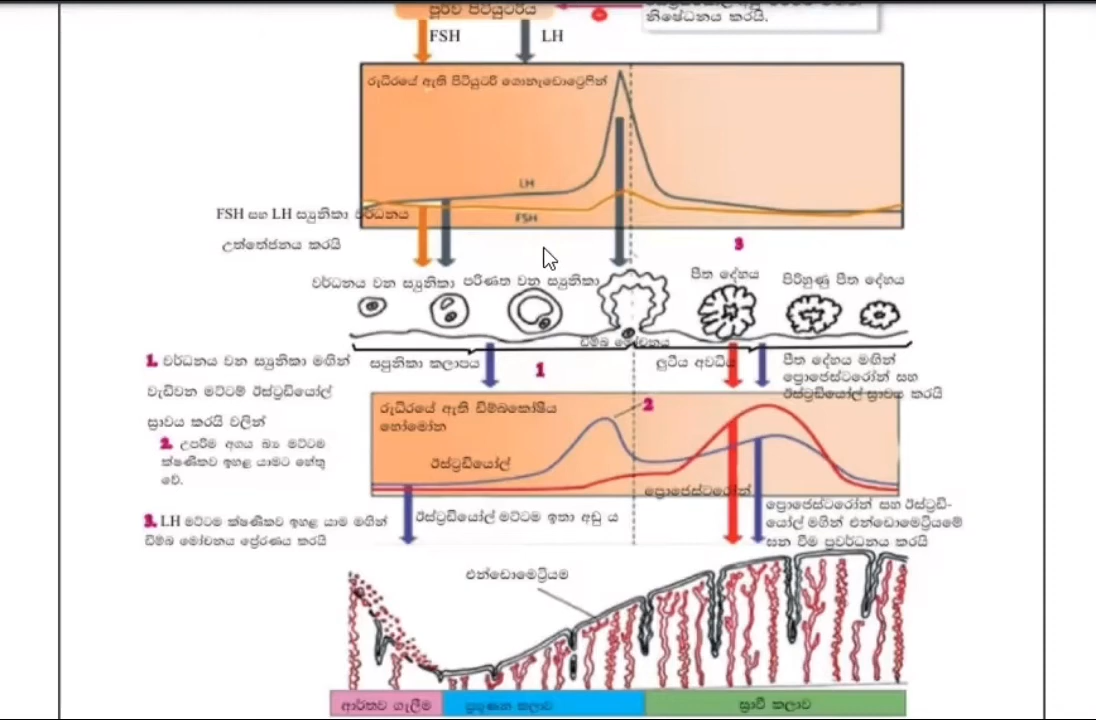 පූර්ව පිටියුටරිය
නිෂේධනය කරයි.
FSH
LH
රුධිරයේ ඇති පිටියුටරි ගොනැඩොට්‍රොෆින්
LH
FSH
FSH සහ LH ස්‍යුනිකා වර්ධනය
උත්තේජනය කරයි
3
වර්ධනය වන ස්‍යුනිකා
පරිණත වන ස්‍යුනිකා
පීත දේහය
පිරිහුණු පීත දේහය
ඩිම්බ මෝචනය
1. වර්ධනය වන ස්‍යුනිකා මගින්
වැඩිවන මට්ටම් ඊස්ට්‍රඩියෝල්
ස්‍රාවය කරයි වලින්
සපුනිකා කලාපය
1
ලුටීය අවධිය
පීත දේහය මගින්
ප්‍රොජෙස්ටරෝන් සහ
ඊස්ට්‍රඩියෝල් ස්‍රාවය කරයි
රුධිරයේ ඇති ඩිම්බකෝෂීය
හෝමෝන
2
ඊස්ට්‍රඩියෝල්
ප්‍රොජෙස්ටරෝන්
2. උපරිම අගය
මට්ටම
ක්ෂණිකව ඉහළ යාමට හේතු
වේ.
3. LH මට්ටම ක්ෂණිකව ඉහළ යාම මගින්
ඩිම්බ මෝචනය ප්‍රේරණය කරයි
ඊස්ට්‍රඩියෝල් මට්ටම ඉතා අඩු ය
ප්‍රොජෙස්ටරෝන් සහ ඊස්ට්‍රඩි-
යෝල් මගින් එන්ඩොමෙට්‍රියමේ
ඝන වීම ප්‍රවර්ධනය කරයි
එන්ඩොමෙට්‍රියම
ආර්තව ගැලීම
ප්‍රගුණන කලාව
ස්‍රාවී කලාව